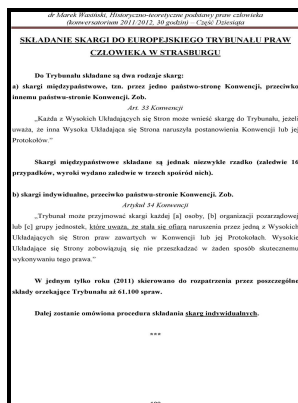 dr Marek Wasiński, Historyczno-teoretyczne podstawy praw człowieka
(konwersatorium 2011/2012, 30 godzin) – Część Dziesiąta
SKŁADANIE SKARGI DO EUROPEJSKIEGO TRYBUNAŁU PRAW
CZŁOWIEKA W STRASBURGU
Do Trybunału składane są dwa rodzaje skarg:
a) skargi międzypaństwowe, tzn. przez jedno państwo-stronę Konwencji, przeciwko
innemu państwu-stronie Konwencji. Zob.
Art. 33 Konwencji
„Każda z Wysokich Układających się Stron może wnieść skargę do Trybunału, jeżeli
uważa, że inna Wysoka Układająca się Strona naruszyła postanowienia Konwencji lub jej
Protokołów.”
Skargi międzypaństwowe składane są jednak niezwykle rzadko (zaledwie 16
przypadków, wyroki wydano zaledwie w trzech spośród nich).
b) skargi indywidualne, przeciwko państwu-stronie Konwencji. Zob.
Artykuł 34 Konwencji
„Trybunał może przyjmować skargi każdej [a] osoby, [b] organizacji pozarządowej
lub [c] grupy jednostek, które uważa, że stała się ofiarą naruszenia przez jedną z Wysokich
Układających się Stron praw zawartych w Konwencji lub jej Protokołach. Wysokie
Układające się Strony zobowiązują się nie przeszkadzać w żaden sposób skutecznemu
wykonywaniu tego prawa.”
W jednym tylko roku (2011) skierowano do rozpatrzenia przez poszczególne
składy orzekające Trybunału aż 61.100 spraw.
Dalej zostanie omówiona procedura składania skarg indywidualnych.
***